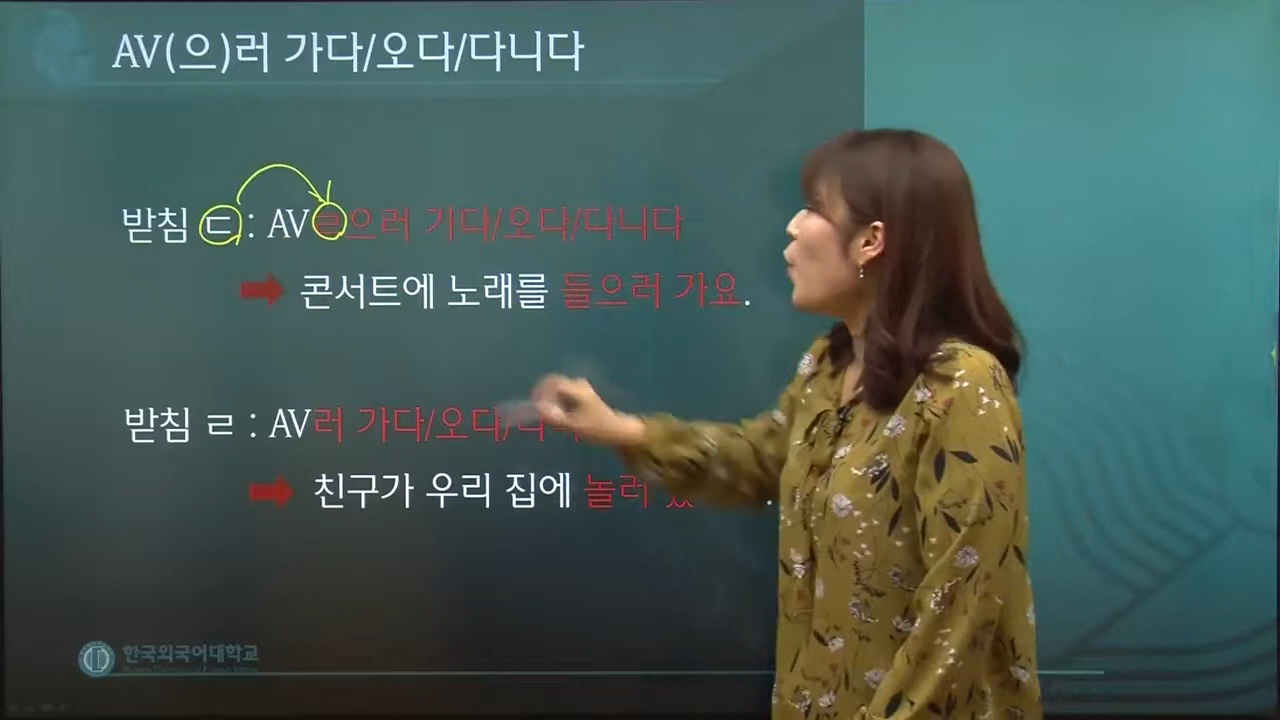 AV(으)러 가다/오다/다니다
받침 ㄷ : AV ㄹ으러 가다/오다/다니다
콘서트에 노래를 들으러 가요.
받침 ㄹ : AV러 가다/오다/
친구가 우리 집에 놀러
한국외국어대학교